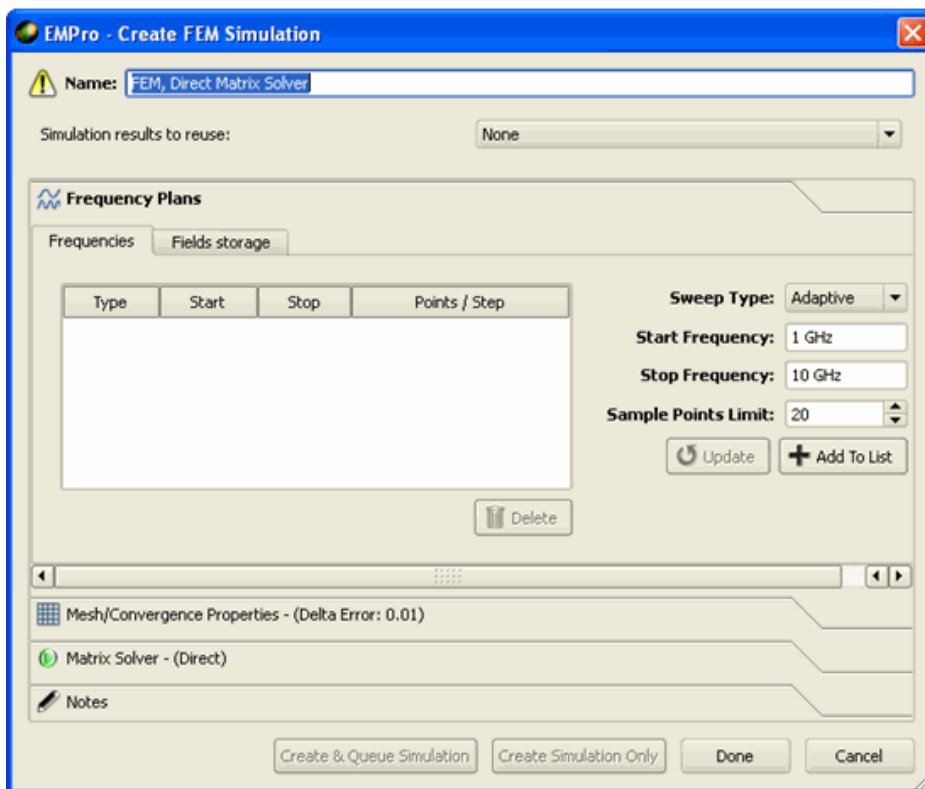 EMPro - Create FEM Simulation
Name: FEM, Direct Matrix Solver
Simulation results to reuse: None
Frequency Plans
Frequencies Fields storage
Type Start Stop Points / Step
Sweep Type: Adaptive
Start Frequency: 1 GHz
Stop Frequency: 10 GHz
Sample Points Limit: 20
Update Add To List
Delete
Mesh/Convergence Properties - (Delta Error: 0.01)
Matrix Solver - (Direct)
Notes
Create & Queue Simulation Create Simulation Only Done Cancel